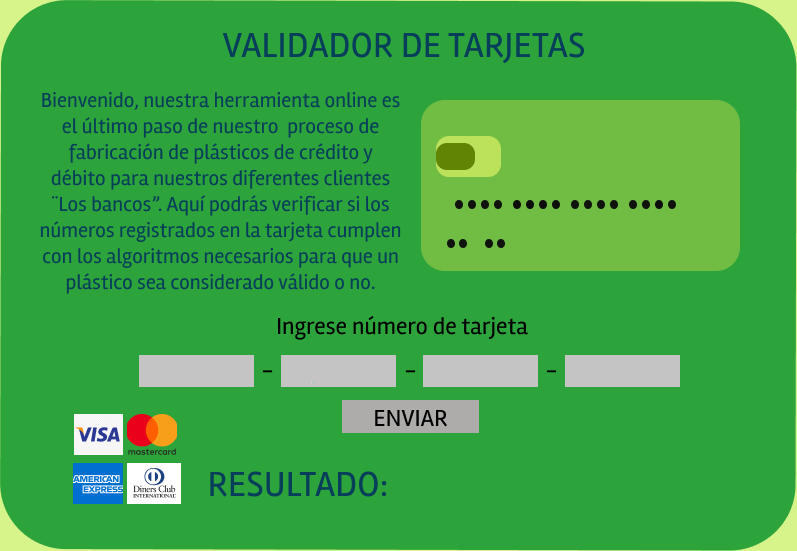 VALIDADOR DE TARJETAS
Bienvenido, nuestra herramienta online es
el último paso de nuestro proceso de
fabricación de plásticos de crédito y
débito para nuestros diferentes clientes
¨Los bancos”. Aquí podrás verificar si los
números registrados en la tarjeta cumplen
con los algoritmos necesarios para que un
plástico sea considerado válido o no.
Ingrese número de tarjeta
- - -
ENVIAR
VISA
mastercard
AMERICAN
EXPRESS
Diners Club
INTERNATIONAL
RESULTADO: